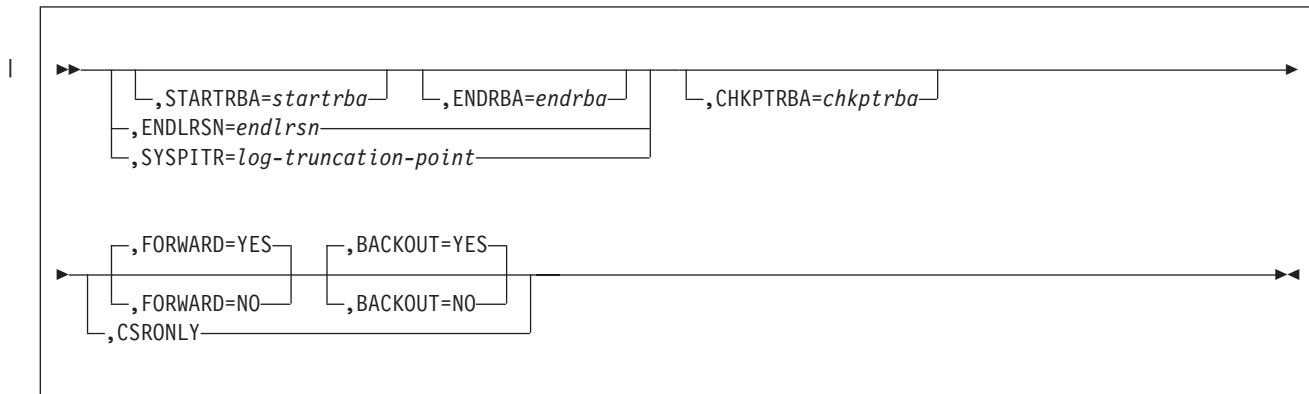 ,STARTRBA=startrba ,ENDRBA=endrba ,CHKPTRBA=chkptrba
,ENDLRSN=endlrsn
,SYSPITR=log-truncation-point
,FORWARD=YES ,BACKOUT=YES
,FORWARD=NO ,BACKOUT=NO
,CSRONLY